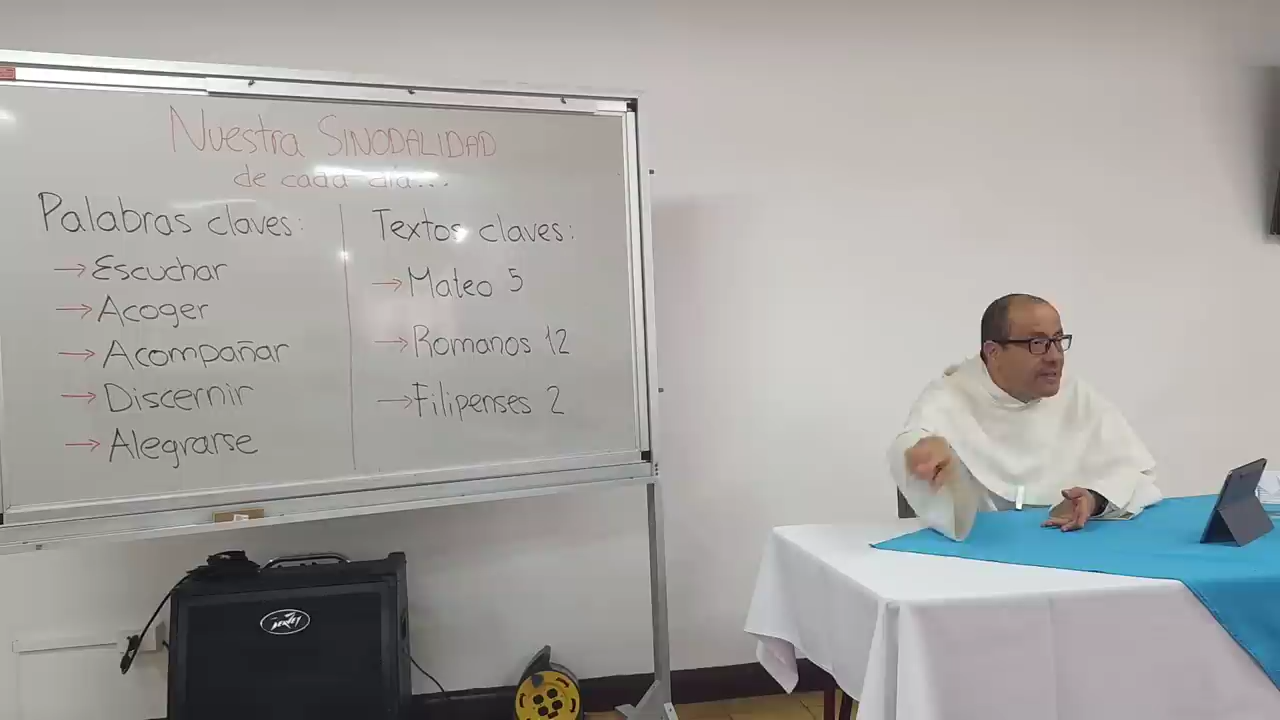 Nuestra SINODALIDAD
de cada día...
Palabras claves:
→ Escuchar
→ Acoger
→ Acompañar
→ Discernir
→ Alegrarse
Textos claves:
→ Mateo 5
→ Romanos 12
→ Filipenses 2
PEAVEY